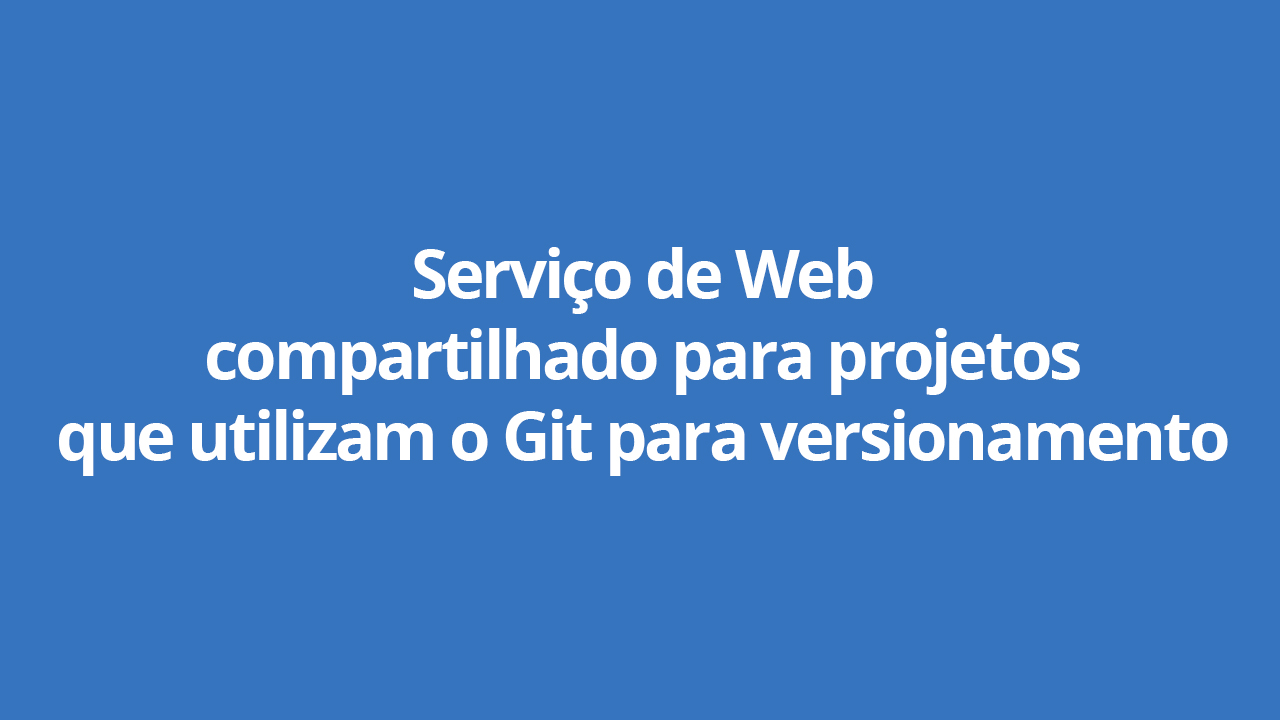 Serviço de Web
compartilhado para projetos
que utilizam o Git para versionamento